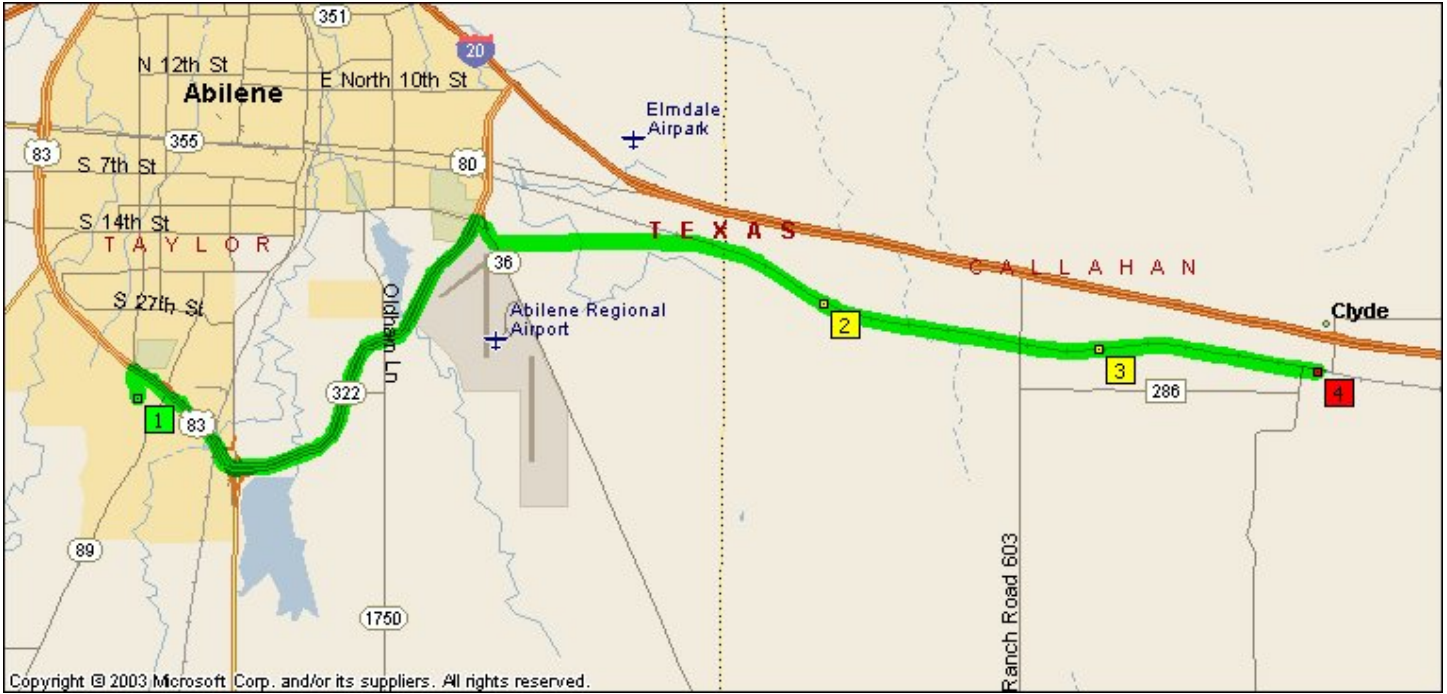 351
20
N 12th St
E North 10th St
Abilene
Elmdale
Airpark
355
83
80
S 7th St
S 14th St
T E X A S
T A Y L O R
36
C A L L A H A N
S 27th St
Oldham Ln
Abilene Regional
Airport
Clyde
2
3
322
286
4
1
83
89
Ranch Road 603
1750
Copyright © 2003 Microsoft Corp. and/or its suppliers. All rights reserved.